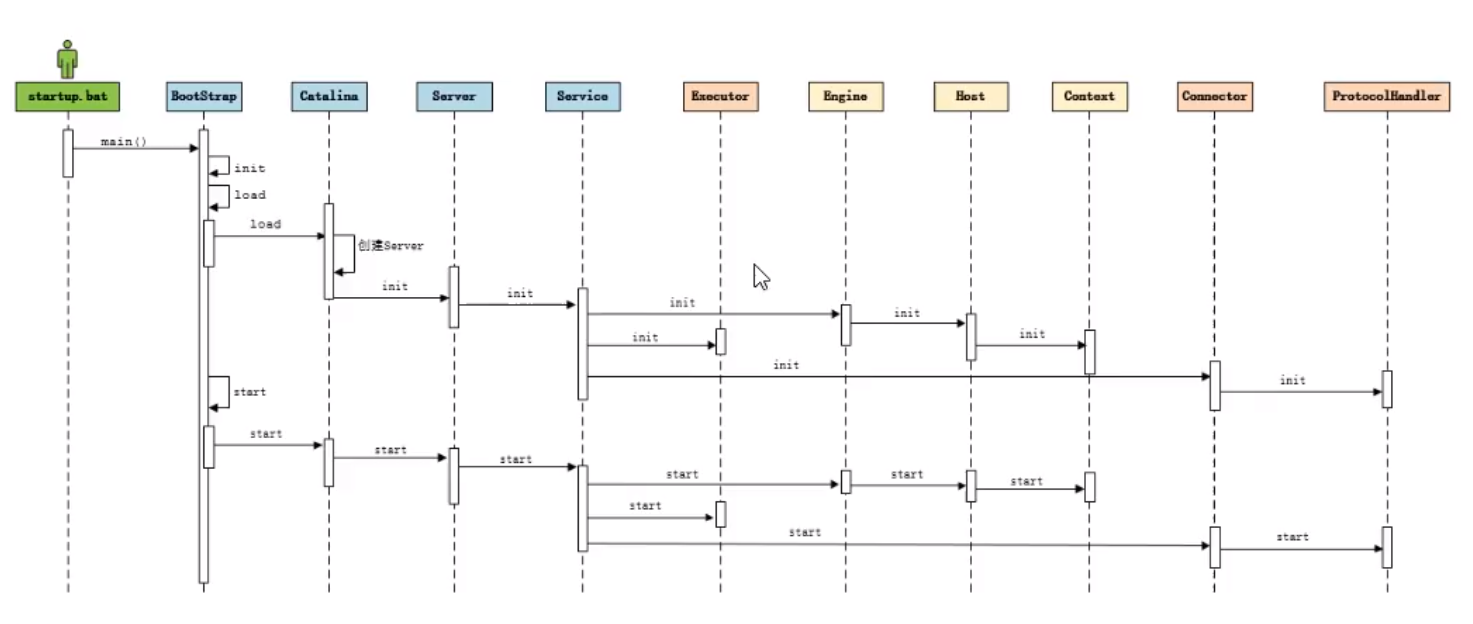 startup.bat
BootStrap
Catalina
Server
Service
Executor
Engine
Host
Context
Connector
ProtocolHandler
main()
init
load
load
创建Server
init
init
init
init
init
init
init
init
start
start
start
start
start
start
start
start
start
start